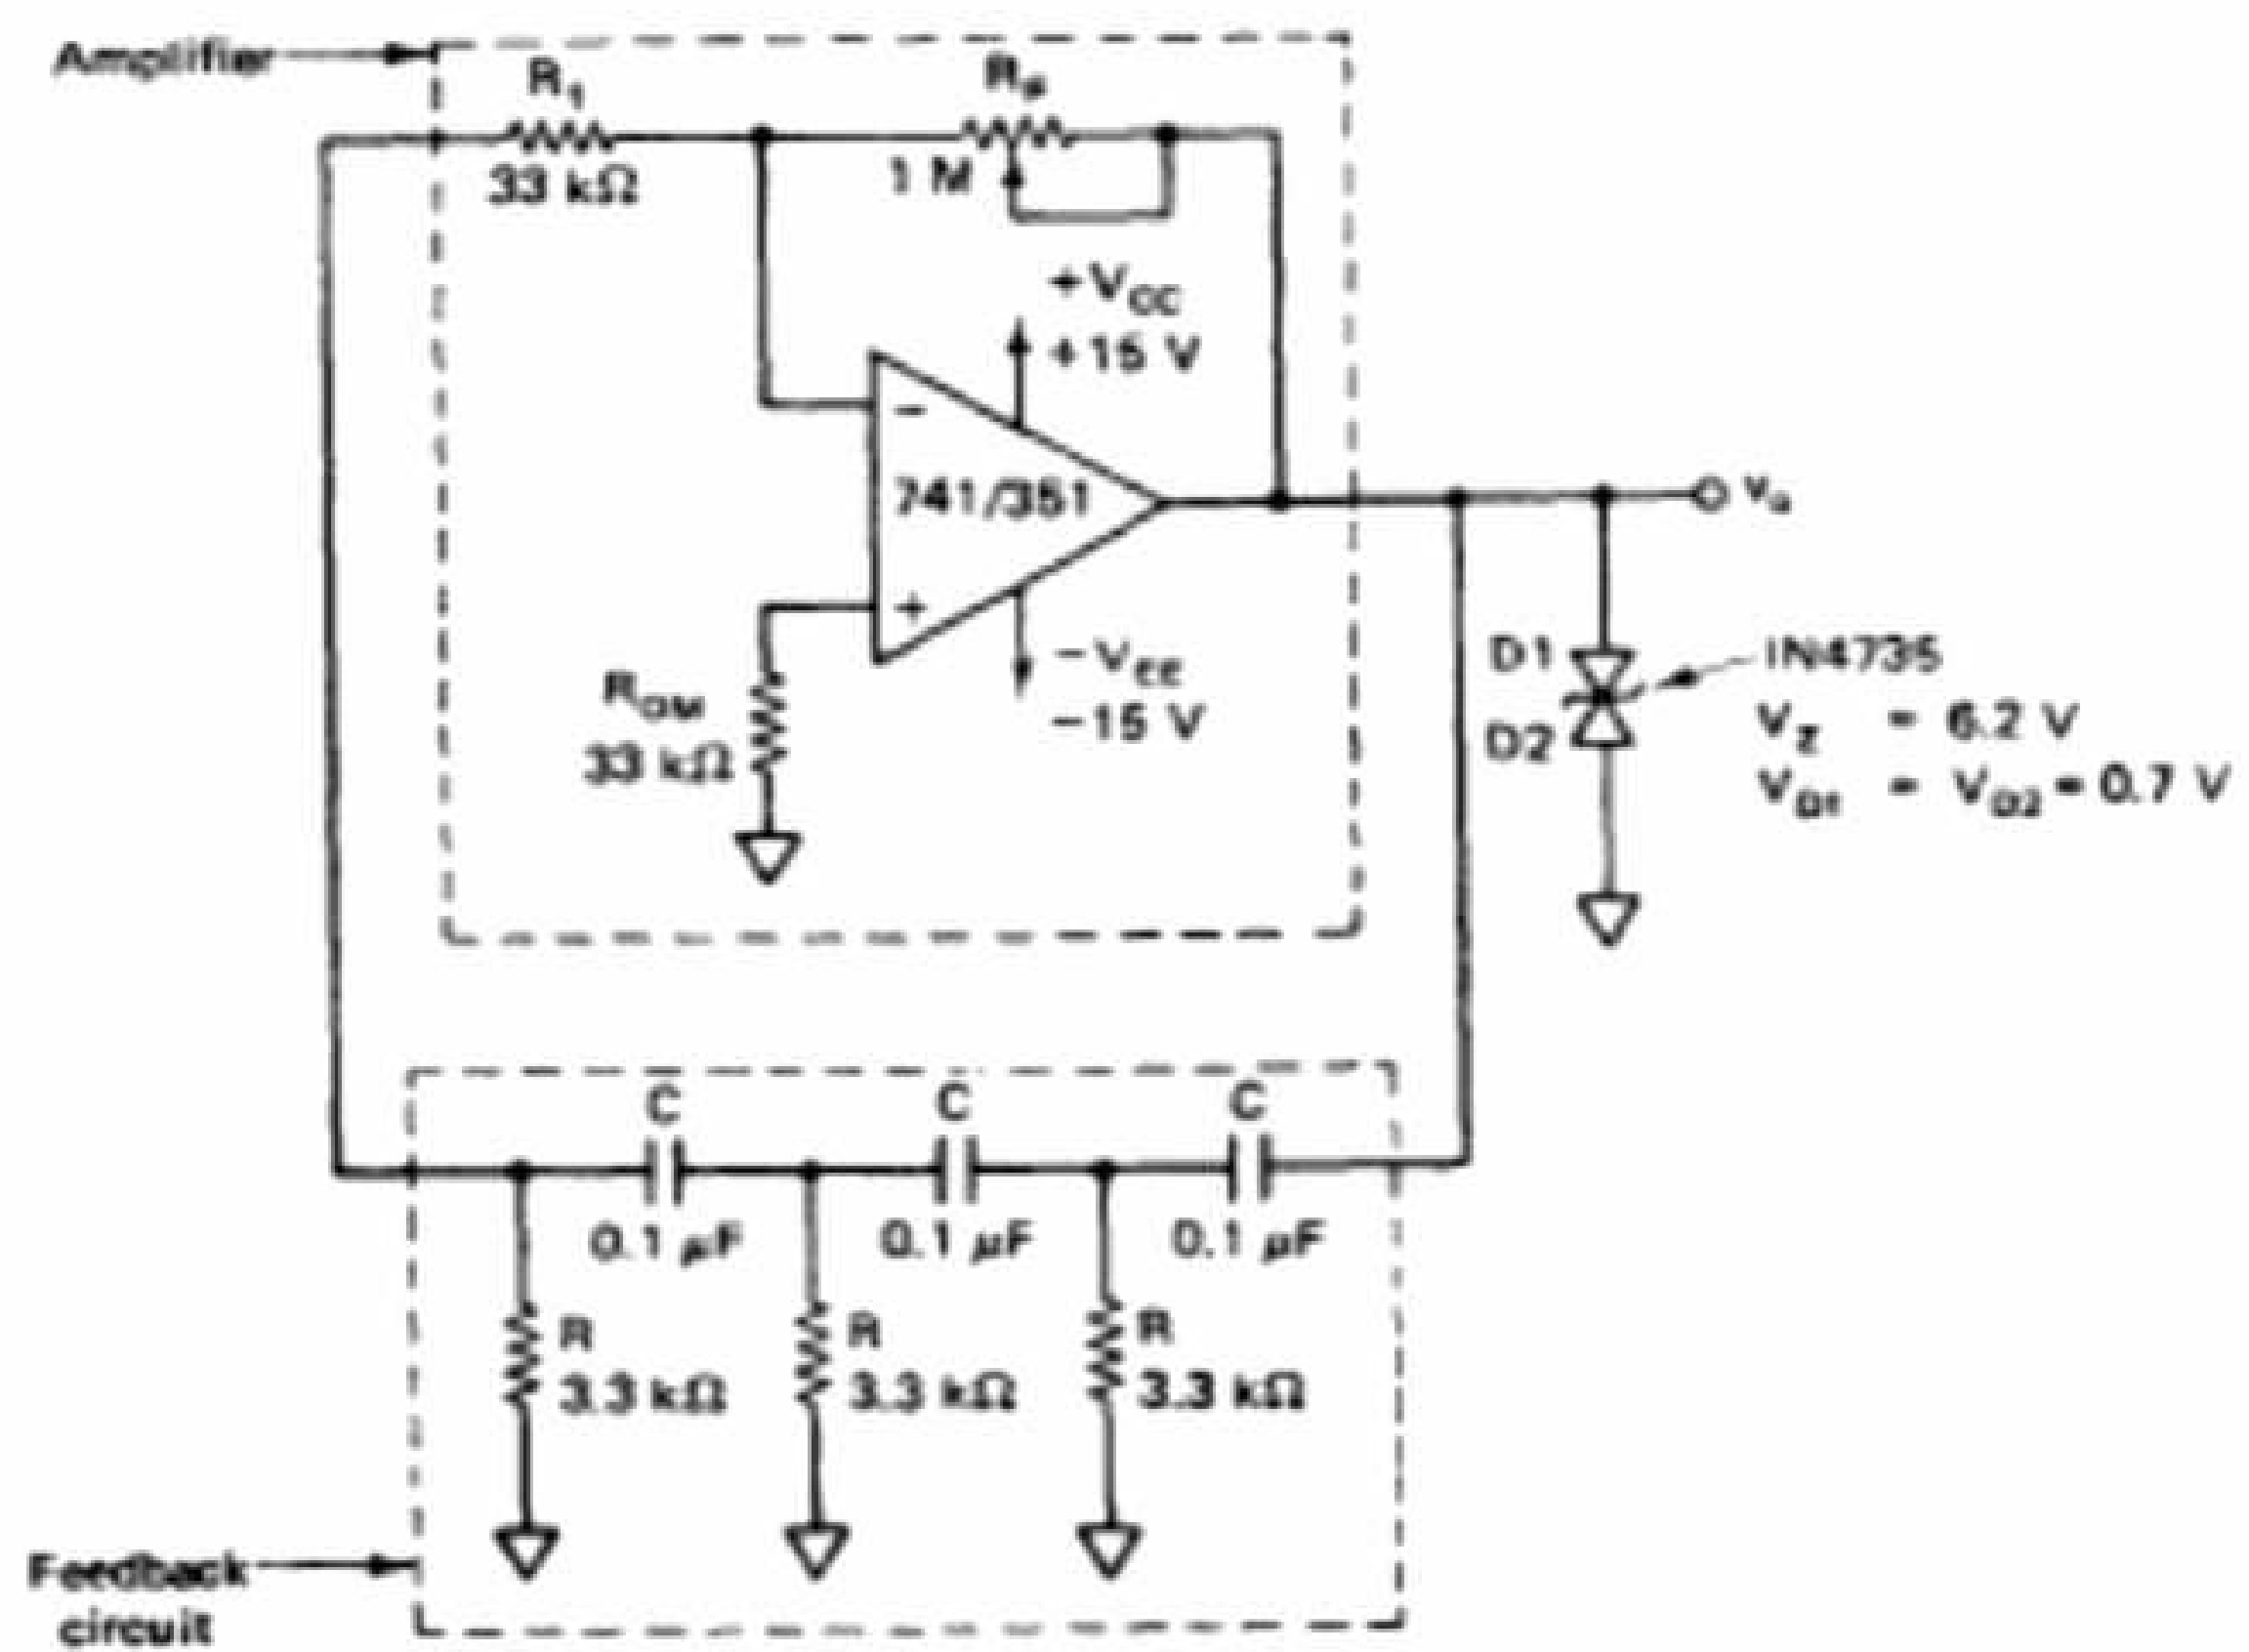 Amplifier
R1
RF
33 kΩ
1 M
+VCC
+15 V
−
741/351
vo
+
−VEE
−15 V
ROM
33 kΩ
D1
D2
IN4735
VZ = 6.2 V
VD1 = VD2 = 0.7 V
C
C
C
0.1 µF
0.1 µF
0.1 µF
R
3.3 kΩ
R
3.3 kΩ
R
3.3 kΩ
Feedback
circuit